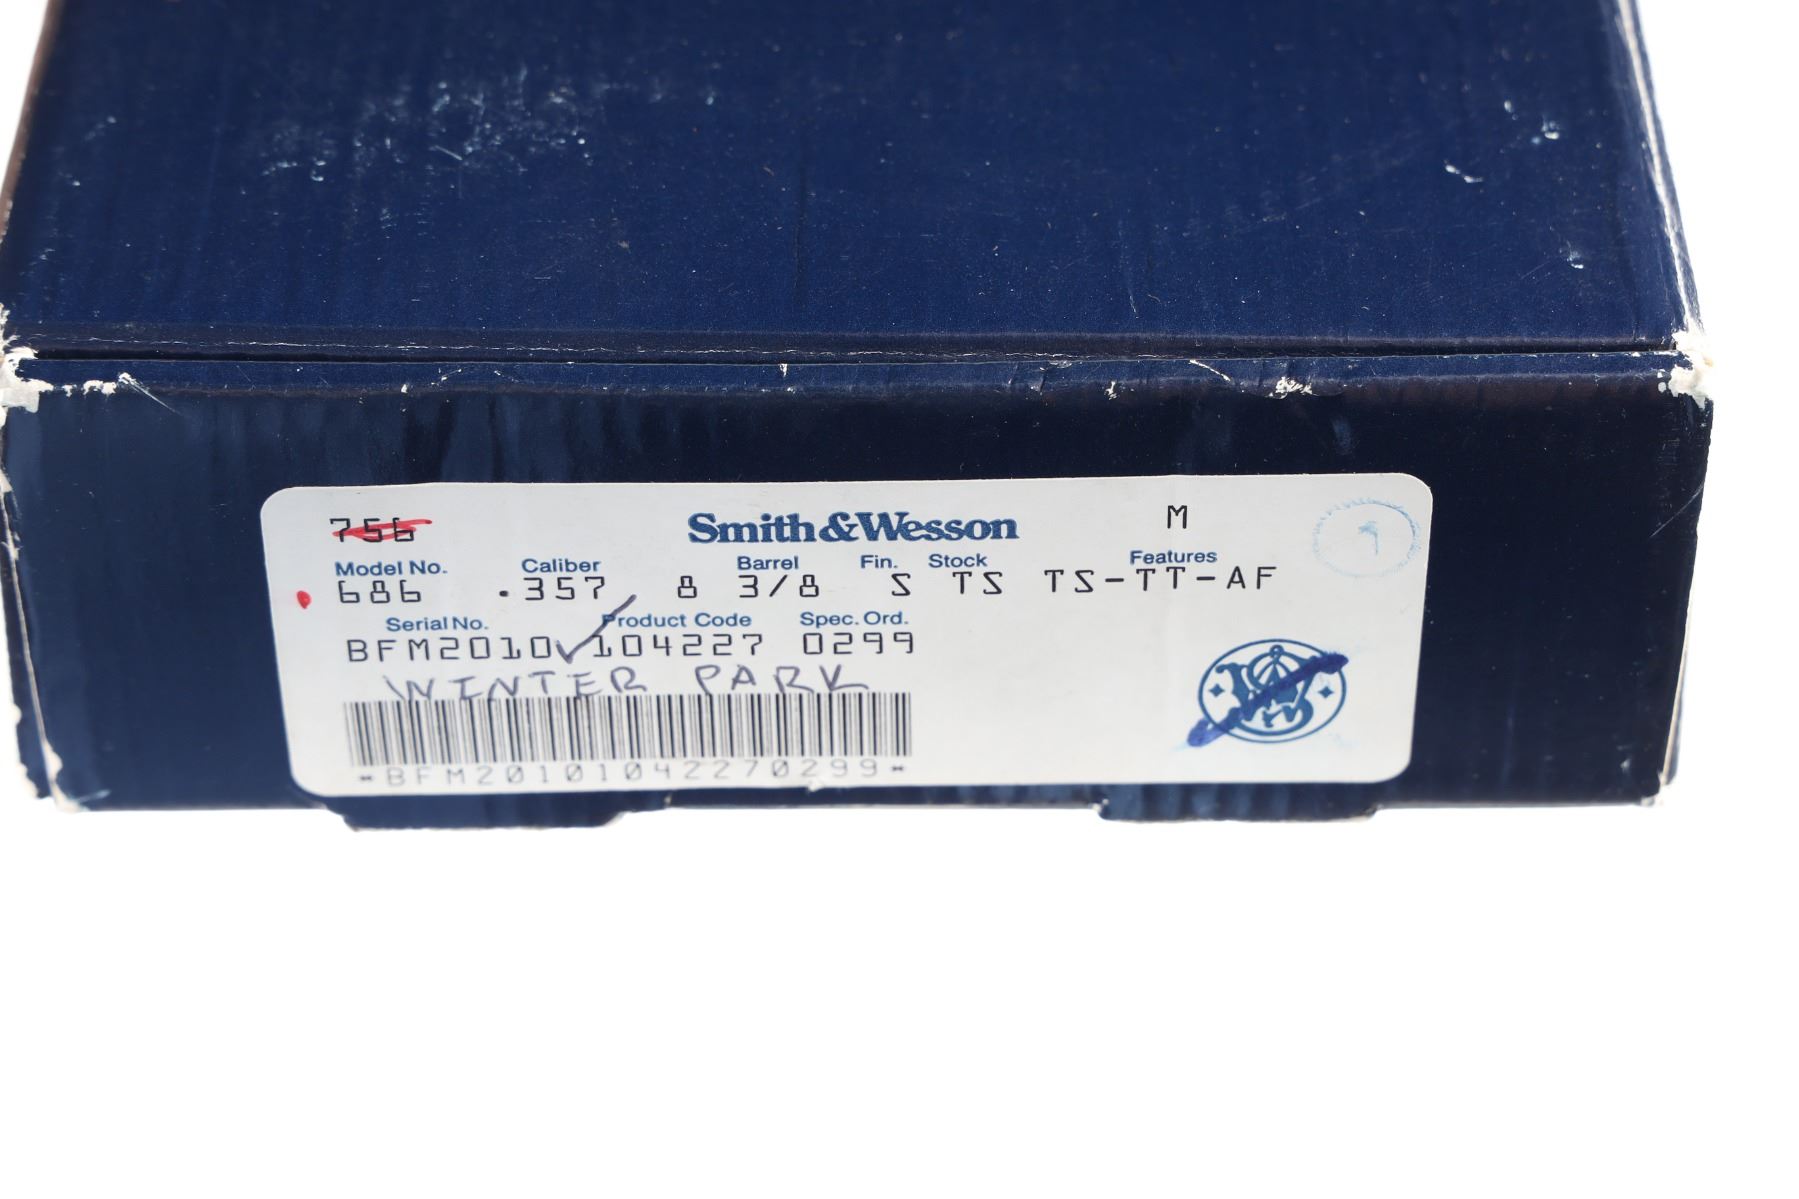 756 Smith&Wesson M 1
Model No. Caliber Barrel Fin. Stock Features
686 .357 8 3/8 S TS TS-TT-AF
Serial No. Product Code Spec. Ord.
BFM2010 104227 0299
WINTER PARK
*BFM20101042270299*